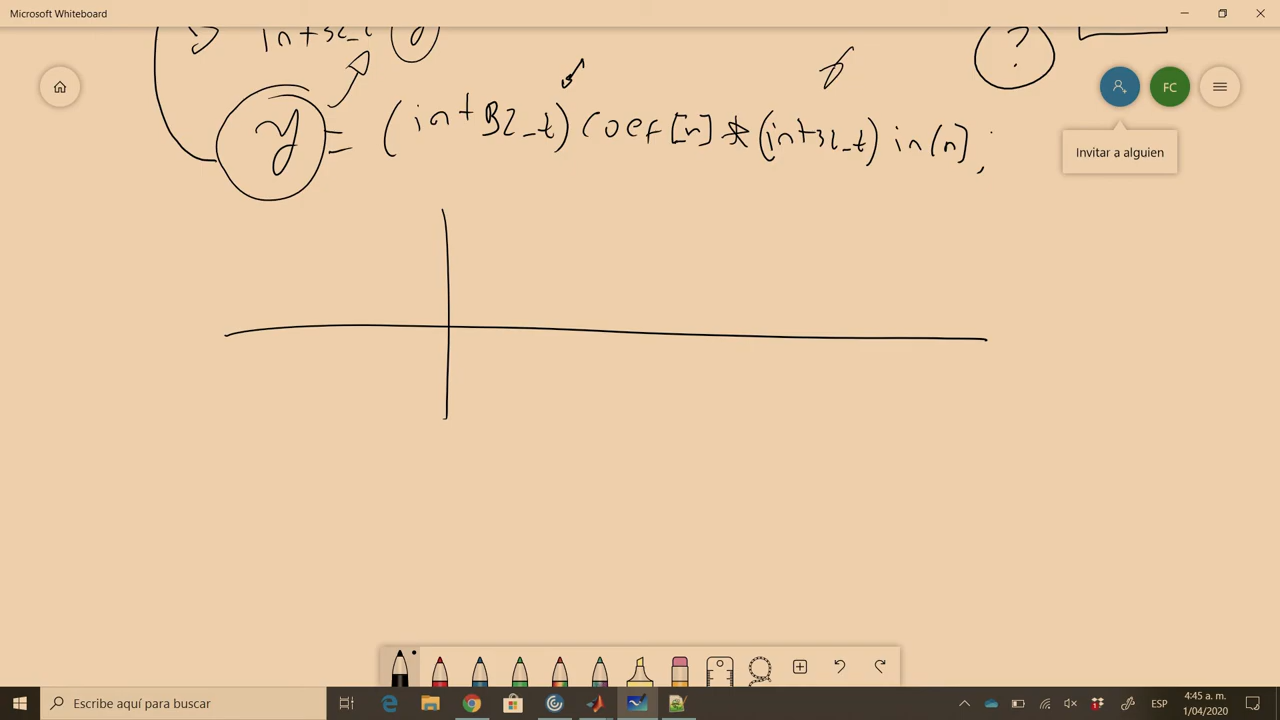 Microsoft Whiteboard
int32_t y
?
FC
y = (int32_t) Coef[n] * (int32_t) in(n);
Invitar a alguien
Escribe aquí para buscar
ESP
4:45 a. m.
1/04/2020